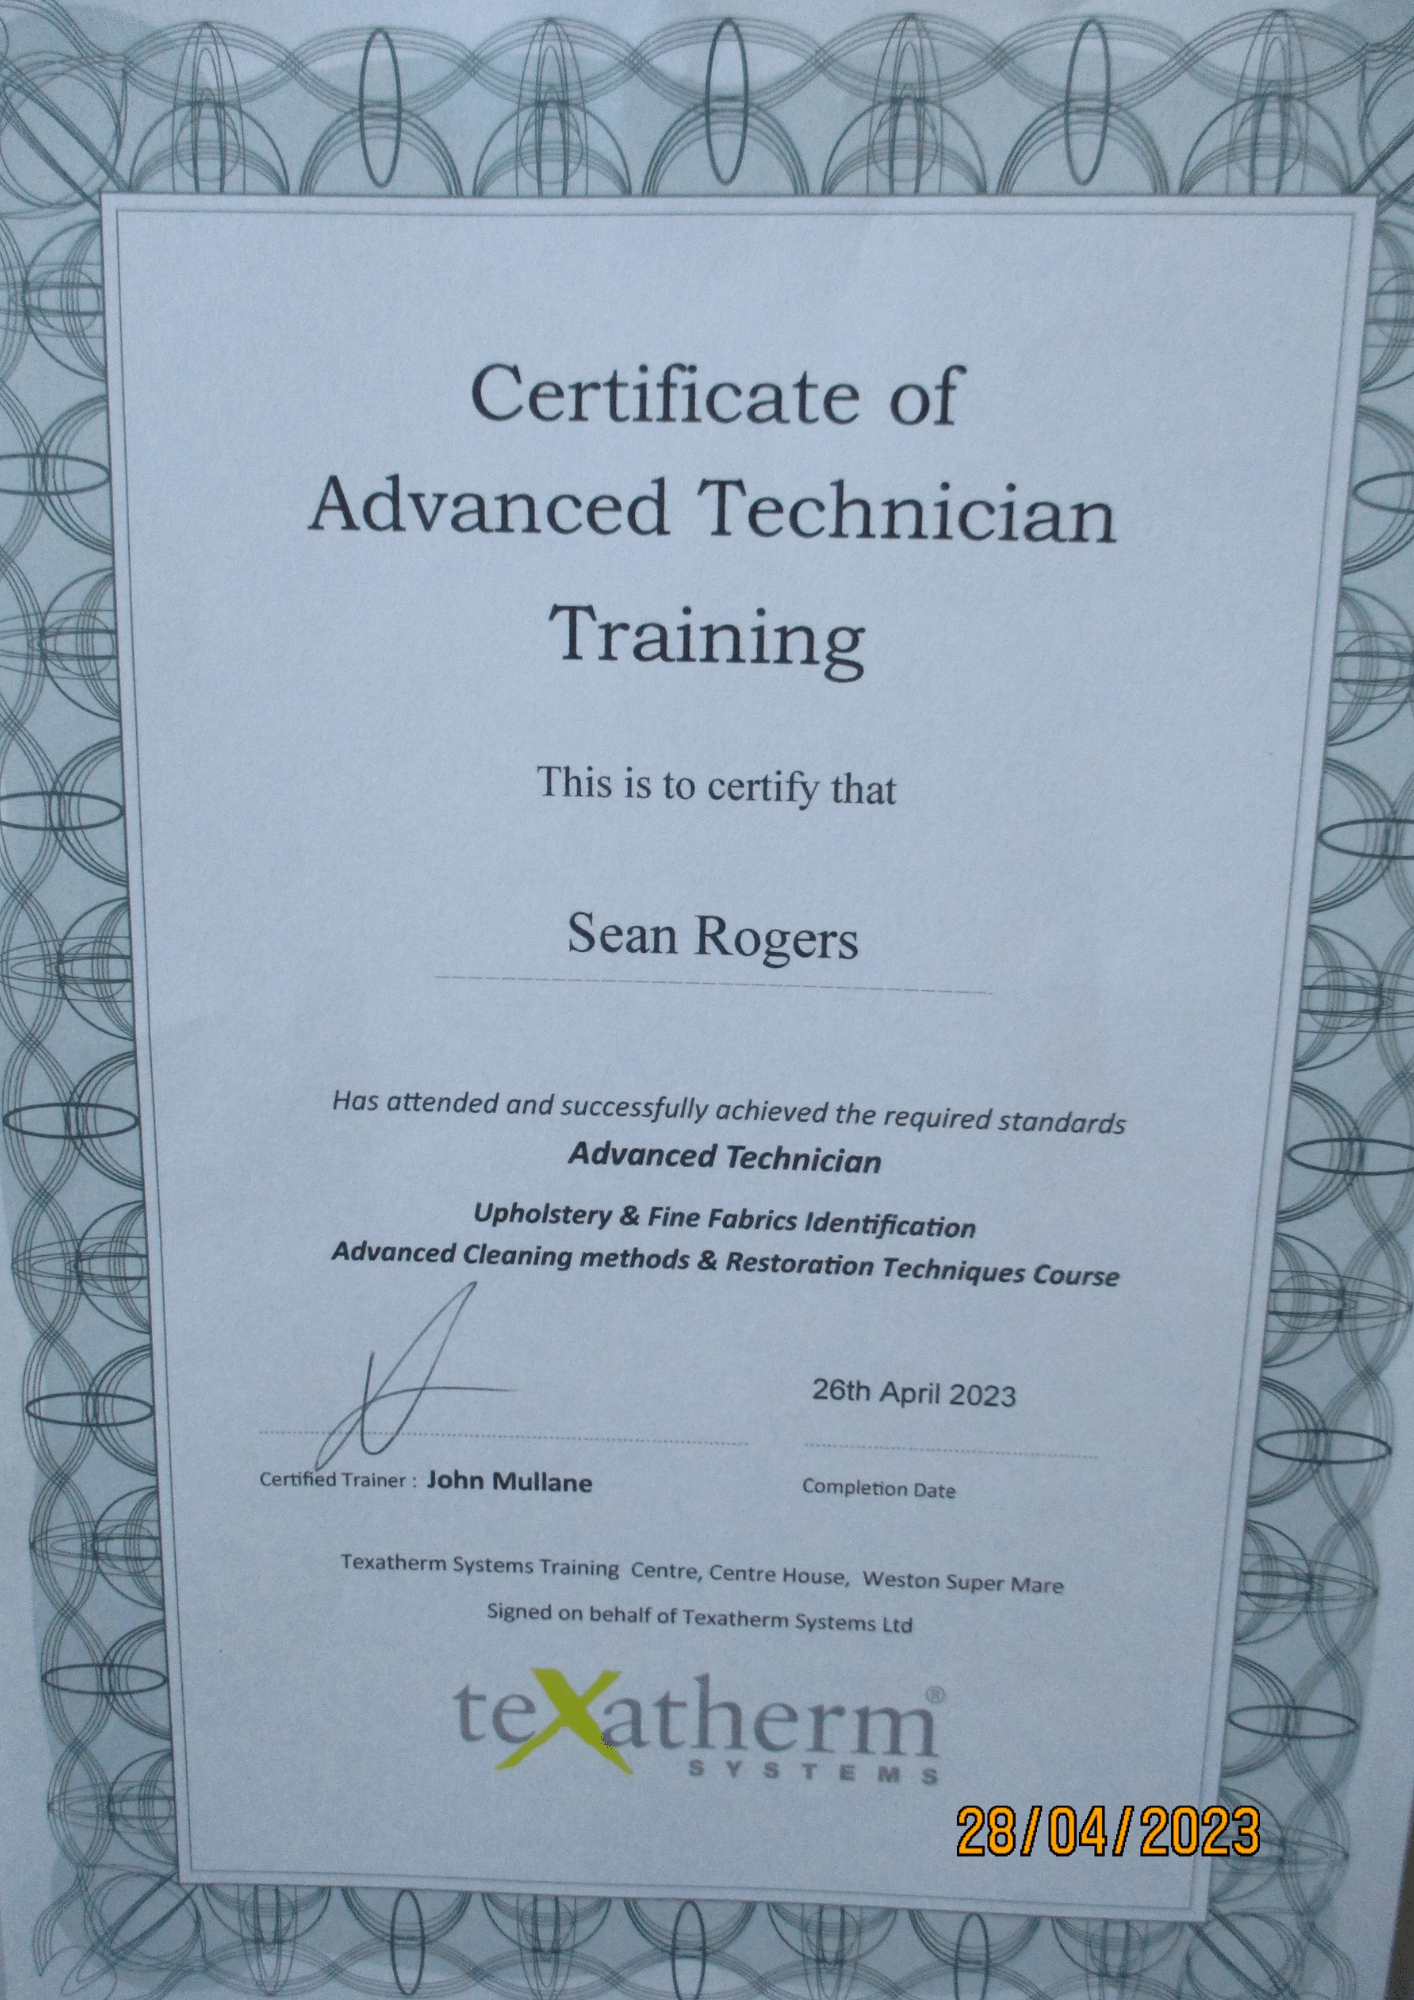 Certificate of
Advanced Technician
Training
This is to certify that
Sean Rogers
Has attended and successfully achieved the required standards
Advanced Technician
Upholstery & Fine Fabrics Identification
Advanced Cleaning methods & Restoration Techniques Course
26th April 2023
Certified Trainer : John Mullane
Completion Date
Texatherm Systems Training Centre, Centre House, Weston Super Mare
Signed on behalf of Texatherm Systems Ltd
teXatherm®
SYSTEMS
28/04/2023